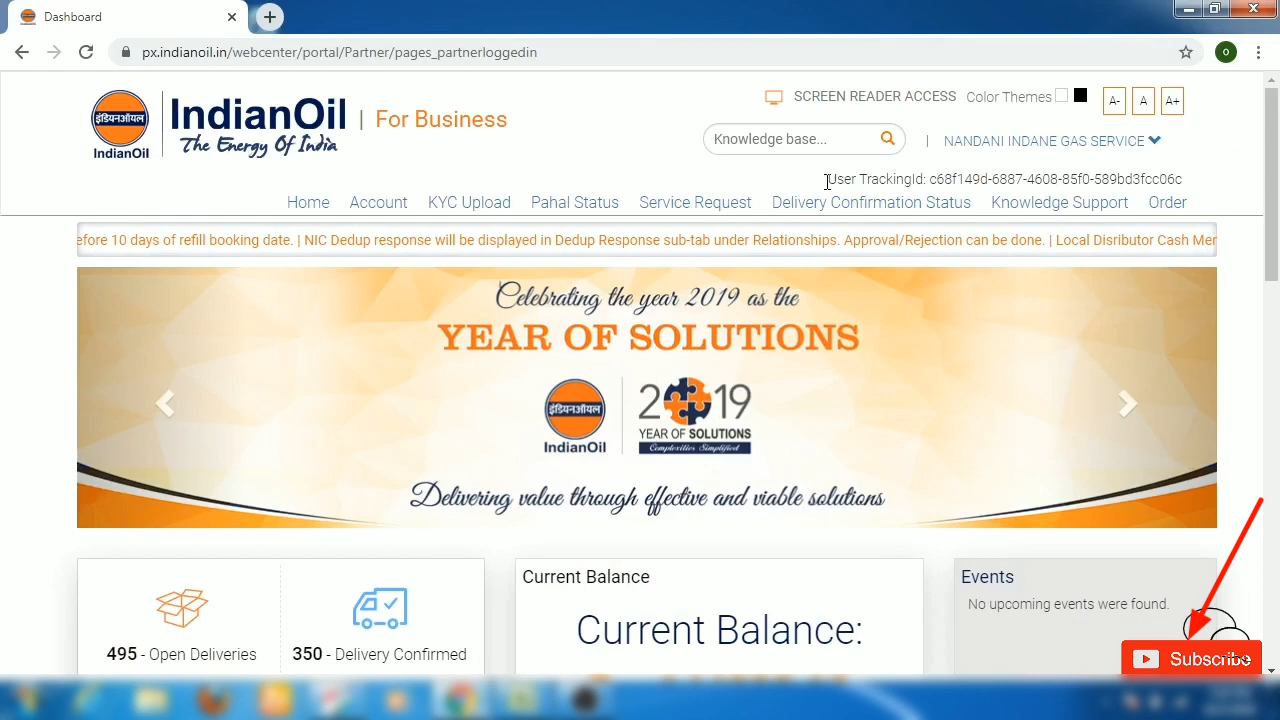 Dashboard
px.indianoil.in/webcenter/portal/Partner/pages_partnerloggedin
O
इंडियनऑयल
IndianOil
IndianOil
The Energy Of India
| For Business
SCREEN READER ACCESS Color Themes A- A A+
Knowledge base...
| NANDANI INDANE GAS SERVICE
User TrackingId: c68f149d-6887-4608-85f0-589bd3fcc06c
Home Account KYC Upload Pahal Status Service Request Delivery Confirmation Status Knowledge Support Order
efore 10 days of refill booking date. | NIC Dedup response will be displayed in Dedup Response sub-tab under Relationships. Approval/Rejection can be done. | Local Disributor Cash Mer
Celebrating the year 2019 as the
YEAR OF SOLUTIONS
इंडियनऑयल
IndianOil
2019
YEAR OF SOLUTIONS
Complexities Simplified
Delivering value through effective and viable solutions
495 - Open Deliveries
350 - Delivery Confirmed
Current Balance
Current Balance:
Events
No upcoming events were found.
Subscribe